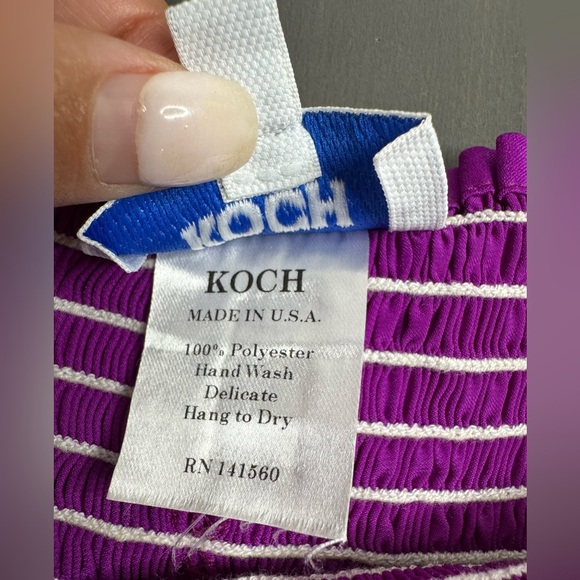 KOCH
KOCH
MADE IN U.S.A.
100% Polyester
Hand Wash
Delicate
Hang to Dry
RN 141560